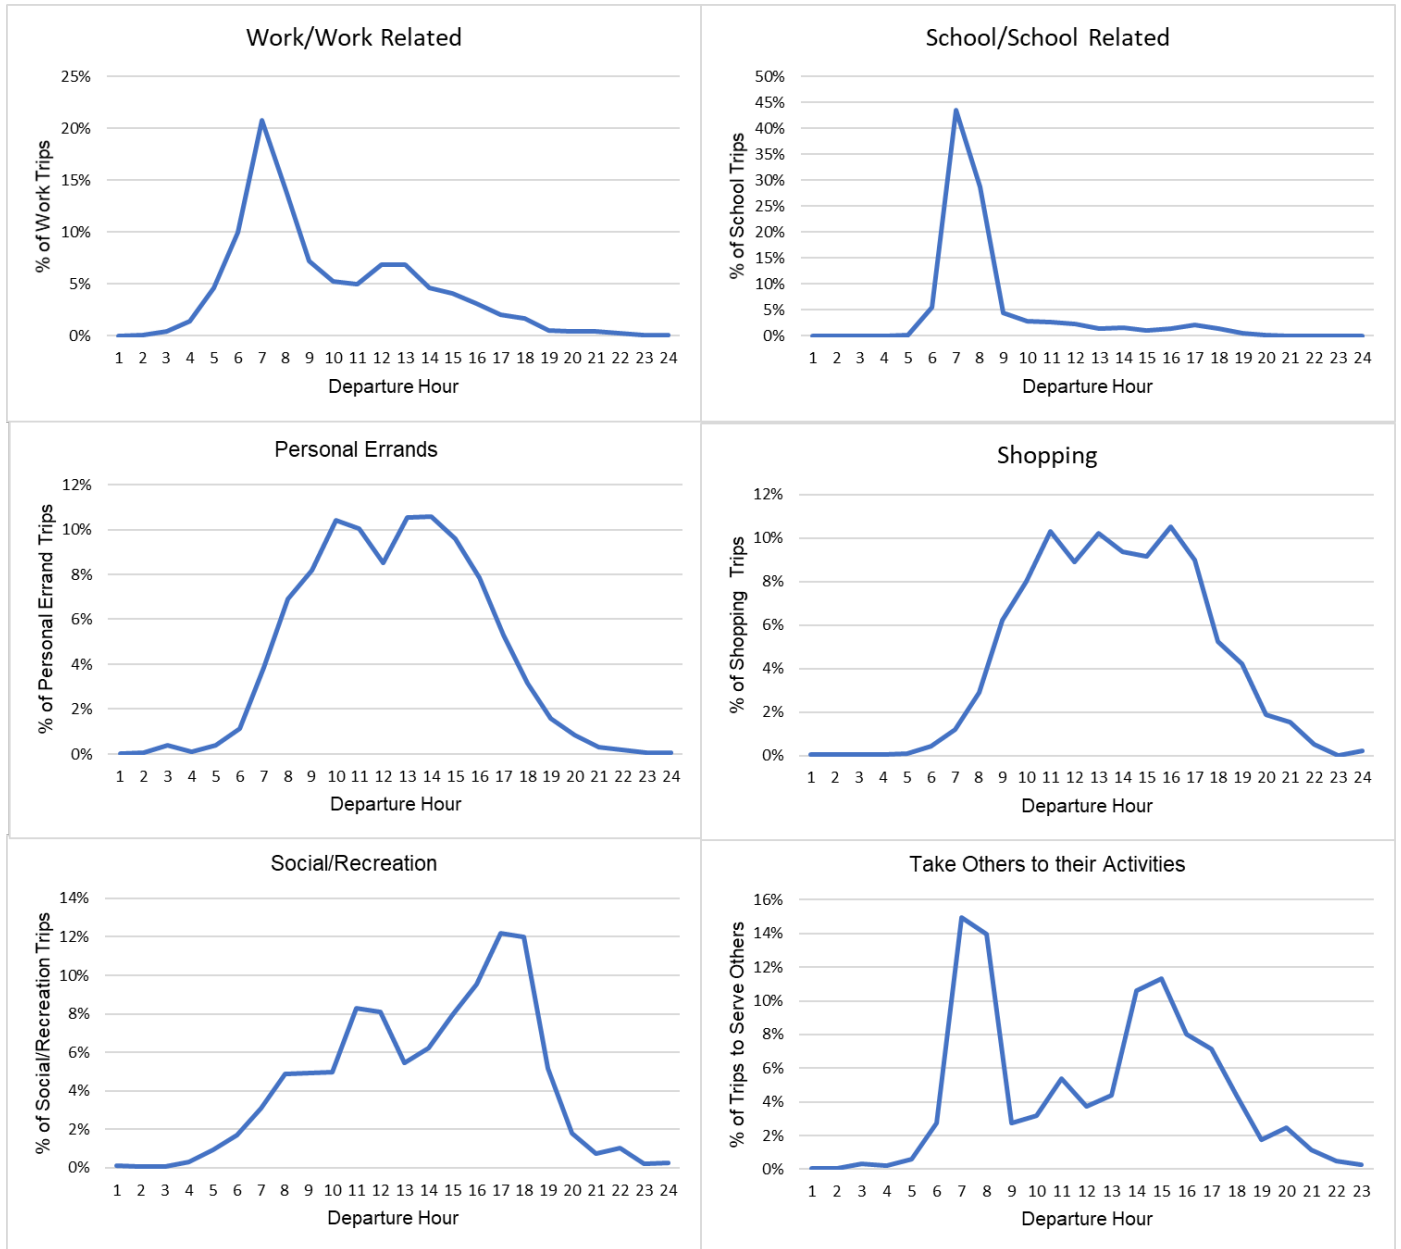 Work/Work Related
% of Work Trips
25%
20%
15%
10%
5%
0%
1 2 3 4 5 6 7 8 9 10 11 12 13 14 15 16 17 18 19 20 21 22 23 24
Departure Hour
School/School Related
% of School Trips
50%
45%
40%
35%
30%
25%
20%
15%
10%
5%
0%
1 2 3 4 5 6 7 8 9 10 11 12 13 14 15 16 17 18 19 20 21 22 23 24
Departure Hour
Personal Errands
% of Personal Errand Trips
12%
10%
8%
6%
4%
2%
0%
1 2 3 4 5 6 7 8 9 10 11 12 13 14 15 16 17 18 19 20 21 22 23 24
Departure Hour
Shopping
% of Shopping Trips
12%
10%
8%
6%
4%
2%
0%
1 2 3 4 5 6 7 8 9 10 11 12 13 14 15 16 17 18 19 20 21 22 23 24
Departure Hour
Social/Recreation
% of Social/Recreation Trips
14%
12%
10%
8%
6%
4%
2%
0%
1 2 3 4 5 6 7 8 9 10 11 12 13 14 15 16 17 18 19 20 21 22 23 24
Departure Hour
Take Others to their Activities
% of Trips to Serve Others
16%
14%
12%
10%
8%
6%
4%
2%
0%
1 2 3 4 5 6 7 8 9 10 11 12 13 14 15 16 17 18 19 20 21 22 23
Departure Hour